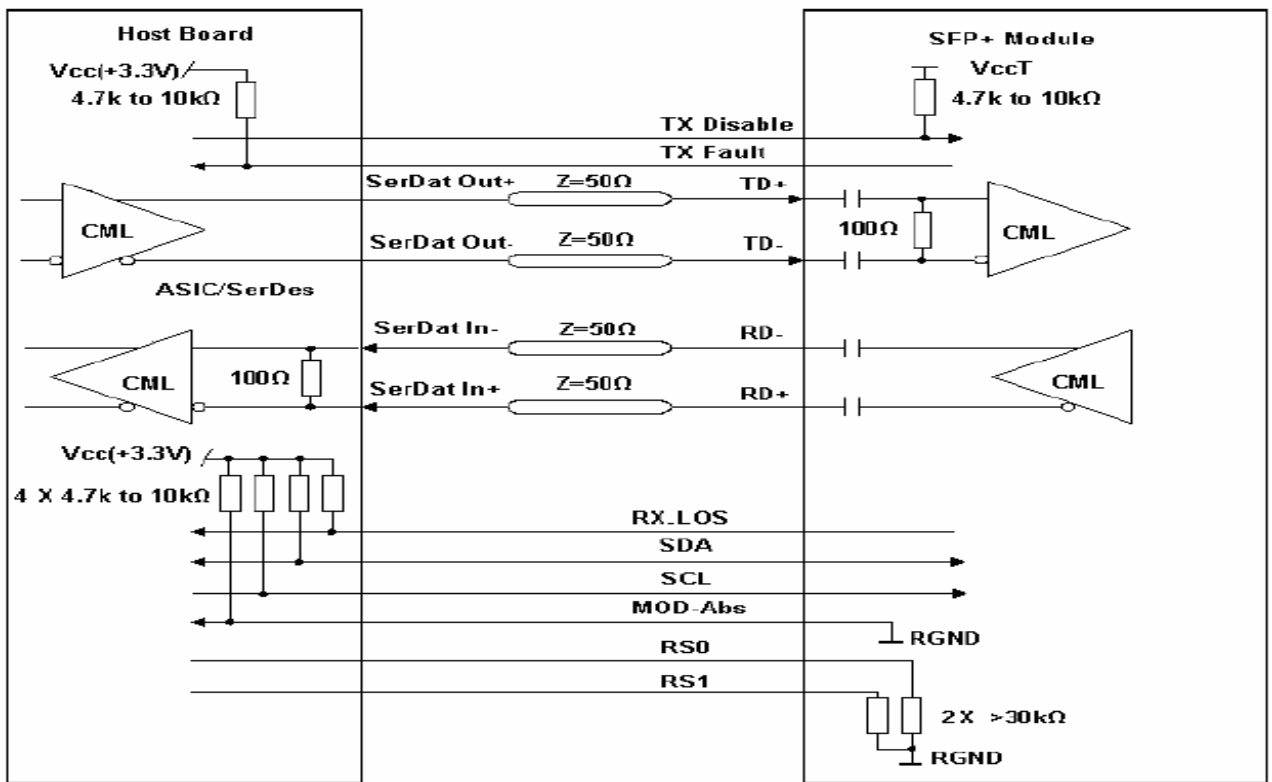 Host Board
SFP+ Module
Vcc(+3.3V)
4.7k to 10kΩ
VccT
4.7k to 10kΩ
TX Disable
TX Fault
SerDat Out+
Z=50Ω
TD+
CML
100Ω
CML
SerDat Out-
Z=50Ω
TD-
ASIC/SerDes
SerDat In-
Z=50Ω
RD-
CML
100Ω
CML
SerDat In+
Z=50Ω
RD+
Vcc(+3.3V)
4 X 4.7k to 10kΩ
RX_LOS
SDA
SCL
MOD-Abs
RGND
RS0
RS1
2X >30kΩ
RGND